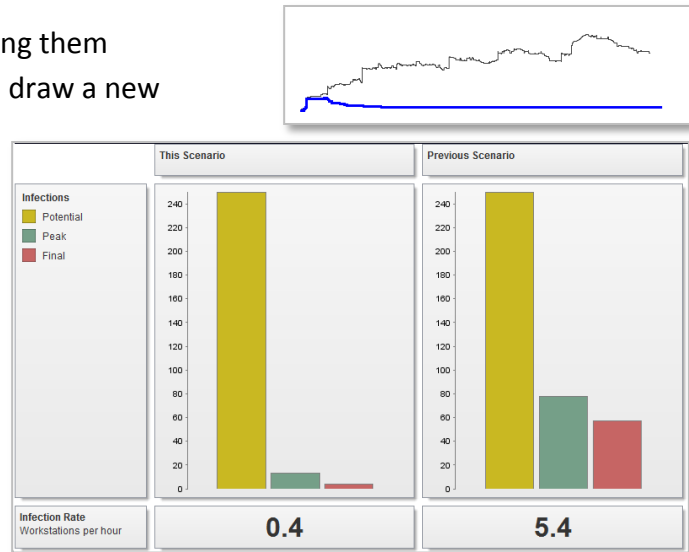 ng them
draw a new
This Scenario
Previous Scenario
Infections
Potential
Peak
Final
240
220
200
180
160
140
120
100
80
60
40
20
0
240
220
200
180
160
140
120
100
80
60
40
20
0
Infection Rate
Workstations per hour
0.4
5.4